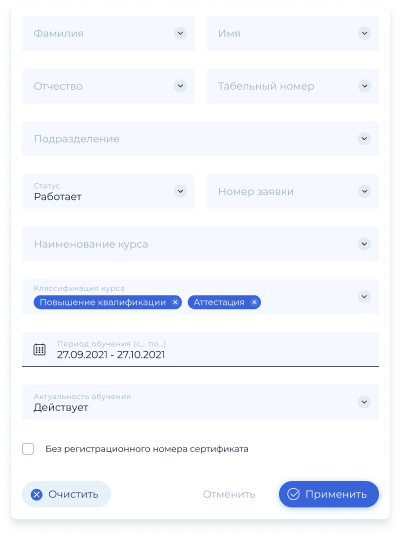 Фамилия
Имя
Отчество
Табельный номер
Подразделение
Статус
Работает
Номер заявки
Наименование курса
Классификация курса
Повышение квалификации
Аттестация
Период обучения (с.. по..)
27.09.2021 - 27.10.2021
Актуальность обучения
Действует
Без регистрационного номера сертификата
Очистить
Отменить
Применить